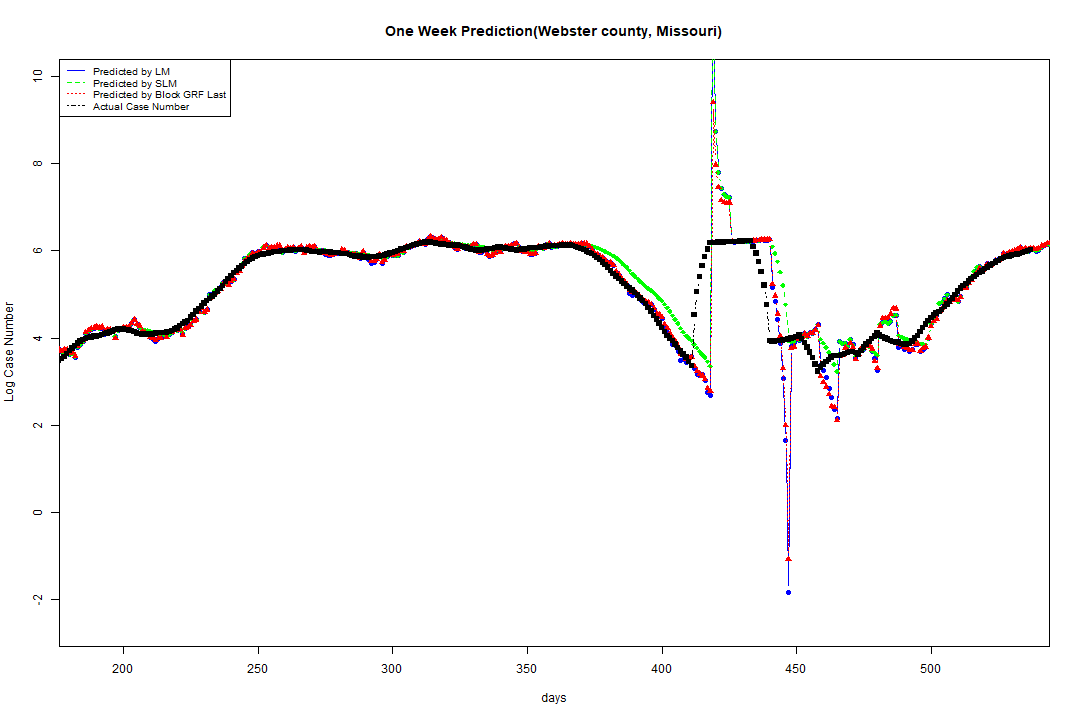 One Week Prediction(Webster county, Missouri)
Predicted by LM
Predicted by SLM
Predicted by Block GRF Last
Actual Case Number
Log Case Number
10
8
6
4
2
0
-2
200 250 300 350 400 450 500
days